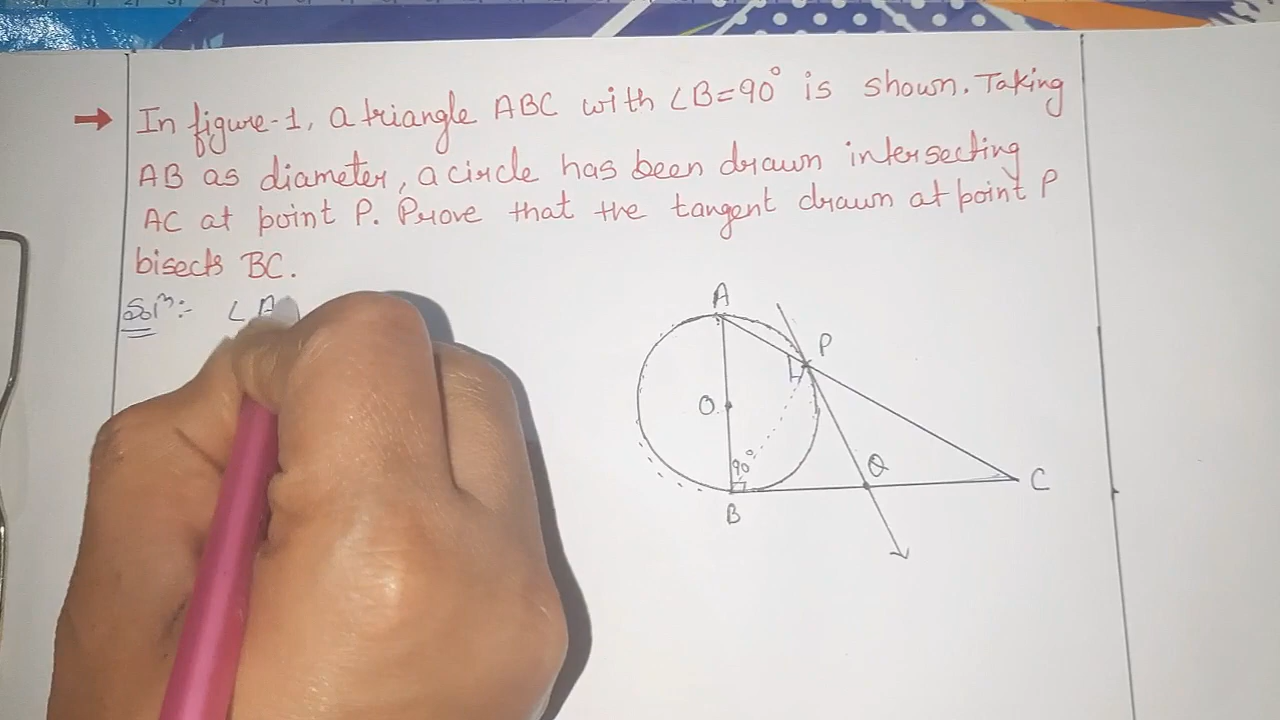 In figure-1, a triangle ABC with ∠B=90° is shown. Taking
AB as diameter, a circle has been drawn intersecting
AC at point P. Prove that the tangent drawn at point P
bisects BC.
Solⁿ:- ∠A
A
P
O
90°
Q
C
B